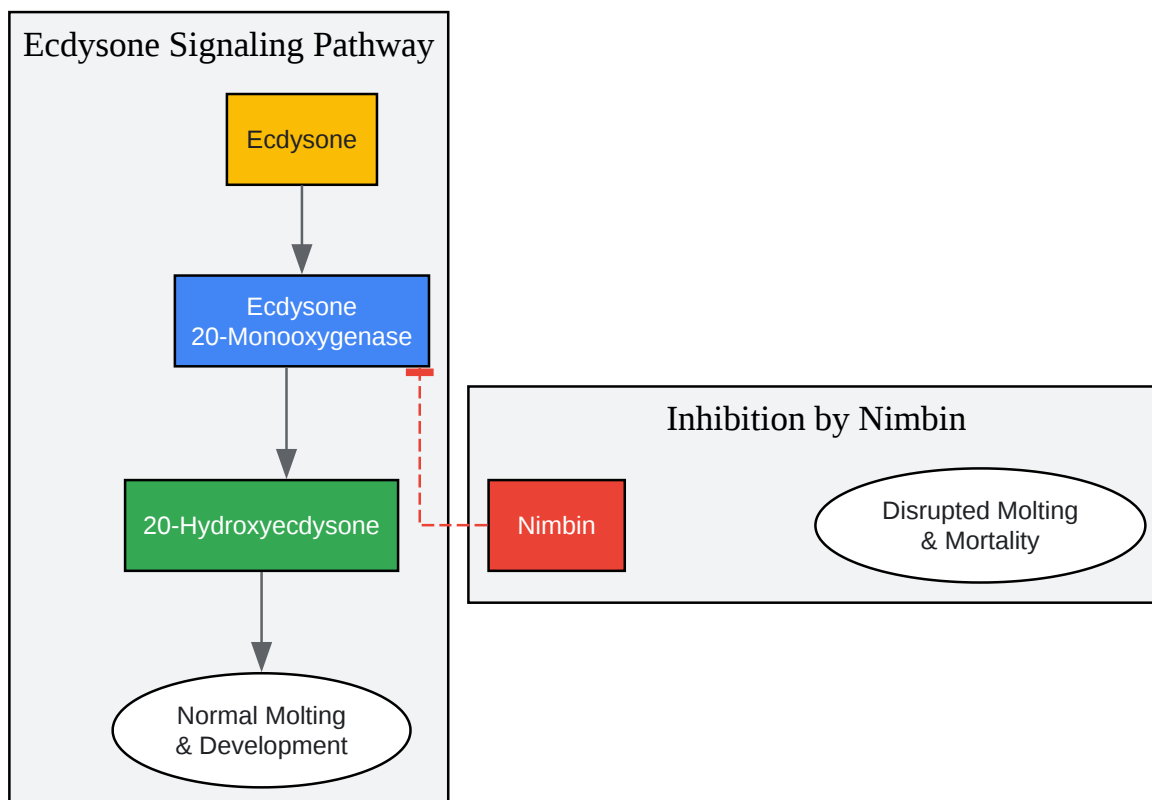 Ecdysone Signaling Pathway
Ecdysone
Ecdysone
20-Monooxygenase
20-Hydroxyecdysone
Normal Molting
& Development
Inhibition by Nimbin
Nimbin
Disrupted Molting
& Mortality